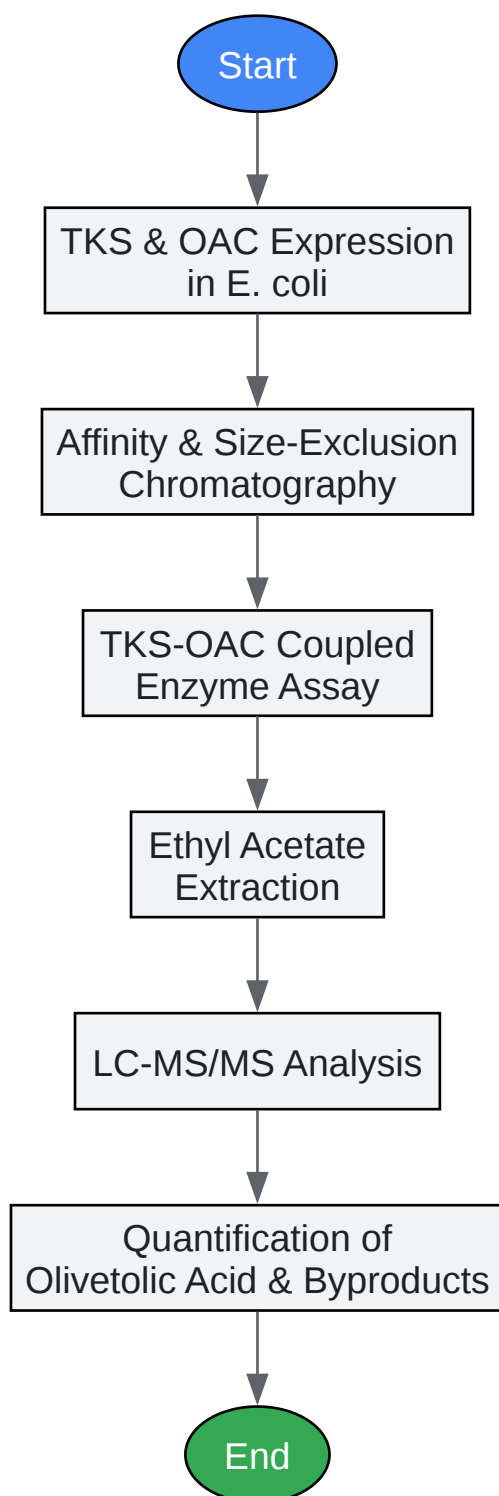 Start
TKS & OAC Expression
in E. coli
Affinity & Size-Exclusion
Chromatography
TKS-OAC Coupled
Enzyme Assay
Ethyl Acetate
Extraction
LC-MS/MS Analysis
Quantification of
Olivetolic Acid & Byproducts
End